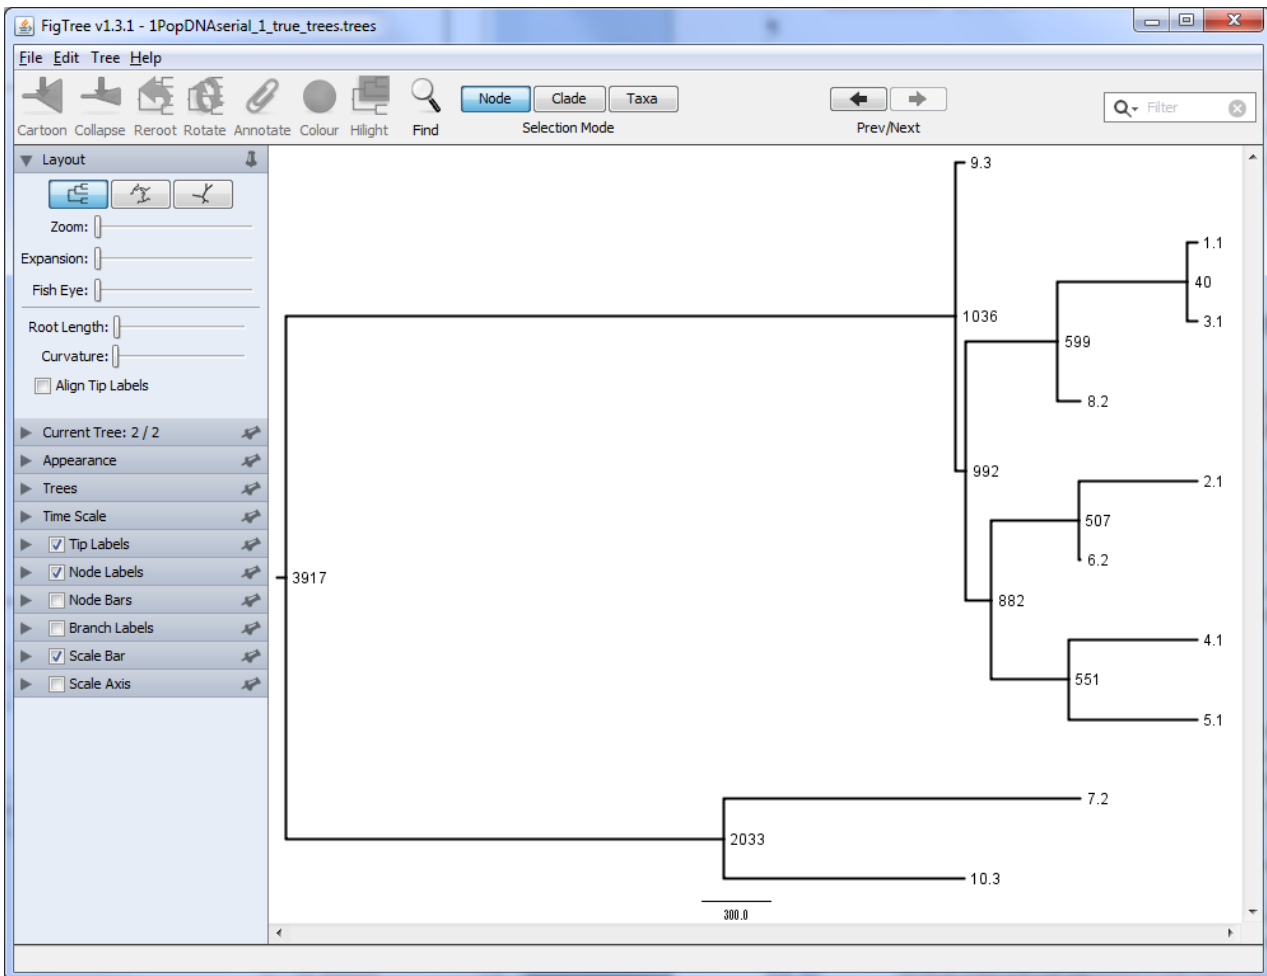 FigTree v1.3.1 - 1PopDNAserial_1_true_trees.trees
File Edit Tree Help
Cartoon Collapse Reroot Rotate Annotate Colour Hilight Find
Node Clade Taxa
Selection Mode
Prev/Next
Filter
Layout
Zoom:
Expansion:
Fish Eye:
Root Length:
Curvature:
Align Tip Labels
Current Tree: 2 / 2
Appearance
Trees
Time Scale
Tip Labels
Node Labels
Node Bars
Branch Labels
Scale Bar
Scale Axis
9.3
1.1
40
1036
3.1
599
8.2
992
2.1
507
6.2
3917
882
4.1
551
5.1
7.2
2033
10.3
300.0